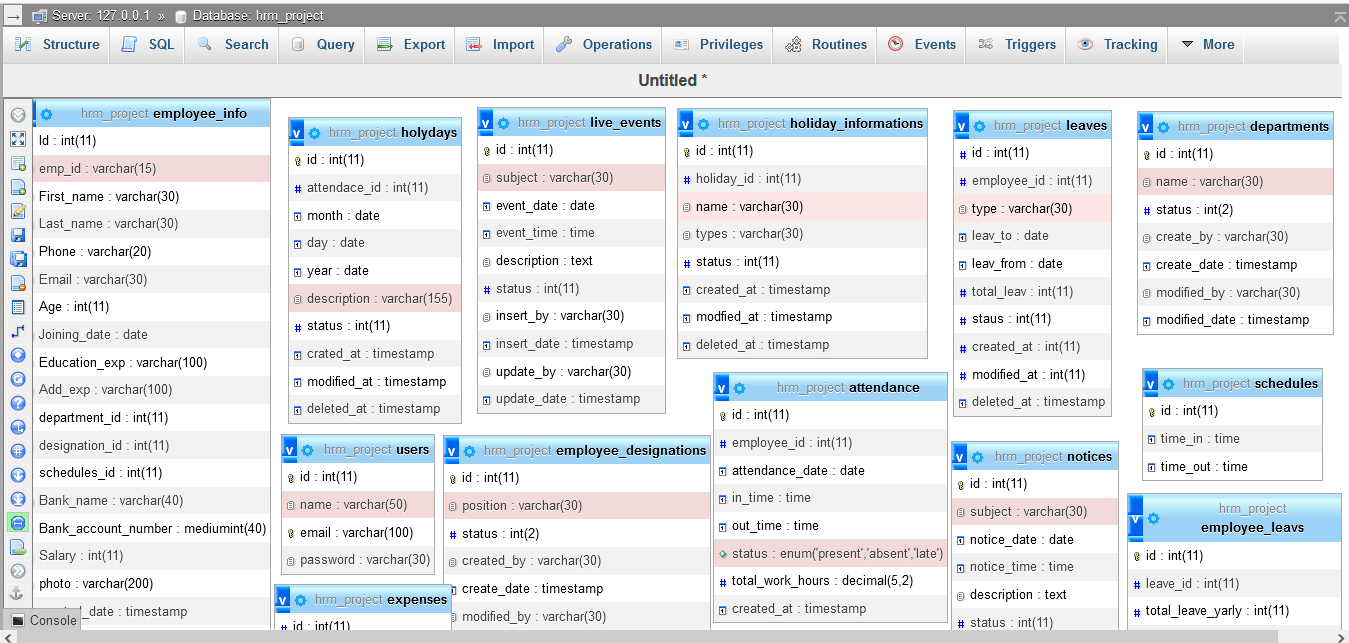 Server: 127.0.0.1 » Database: hrm_project
Structure SQL Search Query Export Import Operations Privileges Routines Events Triggers Tracking More
Untitled *
hrm_project employee_info
Id : int(11)
emp_id : varchar(15)
First_name : varchar(30)
Last_name : varchar(30)
Phone : varchar(20)
Email : varchar(30)
Age : int(11)
Joining_date : date
Education_exp : varchar(100)
Add_exp : varchar(100)
department_id : int(11)
designation_id : int(11)
schedules_id : int(11)
Bank_name : varchar(40)
Bank_account_number : mediumint(40)
Salary : int(11)
photo : varchar(200)
_date : timestamp
hrm_project holydays
id : int(11)
attendace_id : int(11)
month : date
day : date
year : date
description : varchar(155)
status : int(11)
crated_at : timestamp
modified_at : timestamp
deleted_at : timestamp
hrm_project live_events
id : int(11)
subject : varchar(30)
event_date : date
event_time : time
description : text
status : int(11)
insert_by : varchar(30)
insert_date : timestamp
update_by : varchar(30)
update_date : timestamp
hrm_project holiday_informations
id : int(11)
holiday_id : int(11)
name : varchar(30)
types : varchar(30)
status : int(11)
created_at : timestamp
modfied_at : timestamp
deleted_at : timestamp
hrm_project leaves
id : int(11)
employee_id : int(11)
type : varchar(30)
leav_to : date
leav_from : date
total_leav : int(11)
staus : int(11)
created_at : int(11)
modified_at : int(11)
deleted_at : timestamp
hrm_project departments
id : int(11)
name : varchar(30)
status : int(2)
create_by : varchar(30)
create_date : timestamp
modified_by : varchar(30)
modified_date : timestamp
hrm_project users
id : int(11)
name : varchar(50)
email : varchar(100)
password : varchar(30)
hrm_project employee_designations
id : int(11)
position : varchar(30)
status : int(2)
created_by : varchar(30)
create_date : timestamp
modified_by : varchar(30)
hrm_project attendance
id : int(11)
employee_id : int(11)
attendance_date : date
in_time : time
out_time : time
status : enum('present','absent','late')
total_work_hours : decimal(5,2)
created_at : timestamp
hrm_project notices
id : int(11)
subject : varchar(30)
notice_date : date
notice_time : time
description : text
status : int(11)
hrm_project schedules
id : int(11)
time_in : time
time_out : time
hrm_project
employee_leavs
id : int(11)
leave_id : int(11)
total_leave_yarly : int(11)
hrm_project expenses
id : int(11)
Console